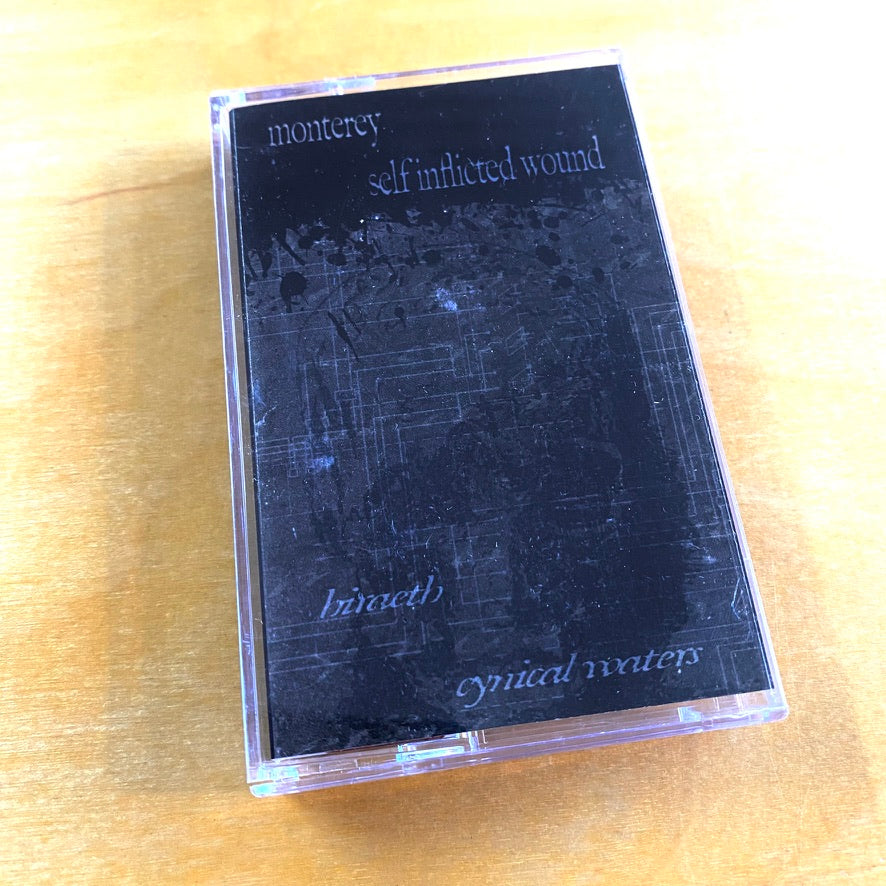 monterey
self inflicted wound
hiraeth
cynical waters